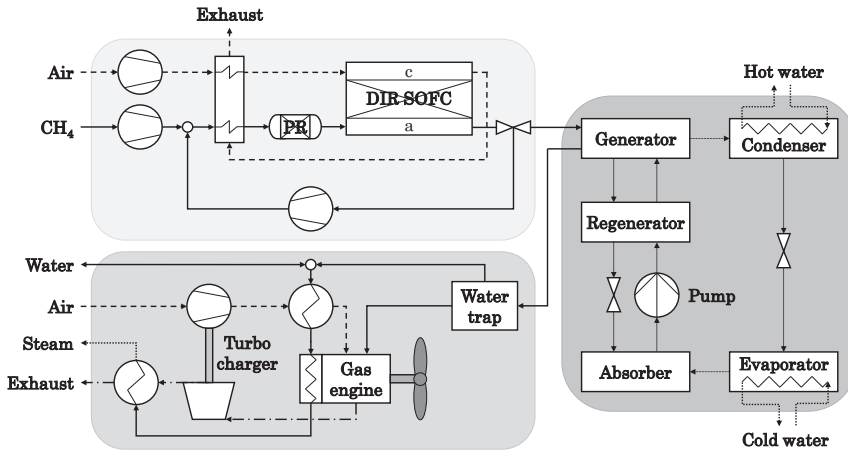 Exhaust
Air
c
DIR SOFC
CH4
PR
a
Hot water
Generator
Condenser
Regenerator
Pump
Absorber
Evaporator
Cold water
Water
Air
Water
trap
Steam
Turbo
charger
Gas
engine
Exhaust